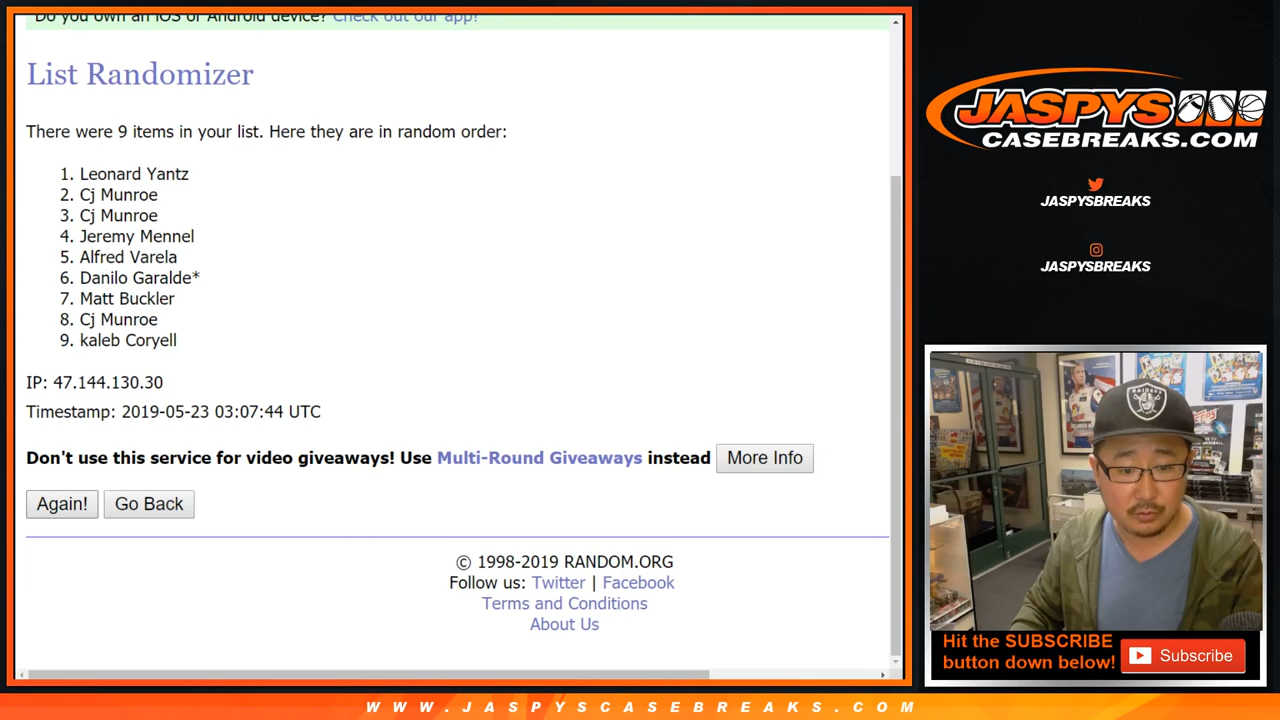 Do you own an iOS or Android device? Check out our app!
List Randomizer
There were 9 items in your list. Here they are in random order:
1. Leonard Yantz
2. Cj Munroe
3. Cj Munroe
4. Jeremy Mennel
5. Alfred Varela
6. Danilo Garalde*
7. Matt Buckler
8. Cj Munroe
9. kaleb Coryell
IP: 47.144.130.30
Timestamp: 2019-05-23 03:07:44 UTC
Don't use this service for video giveaways! Use Multi-Round Giveaways instead More Info
Again! Go Back
© 1998-2019 RANDOM.ORG
Follow us: Twitter | Facebook
Terms and Conditions
About Us
JASPYS
CASEBREAKS.COM
JASPYSBREAKS
JASPYSBREAKS
RAIDERS
Hit the SUBSCRIBE
button down below!
Subscribe
WWW.JASPYSCASEBREAKS.COM